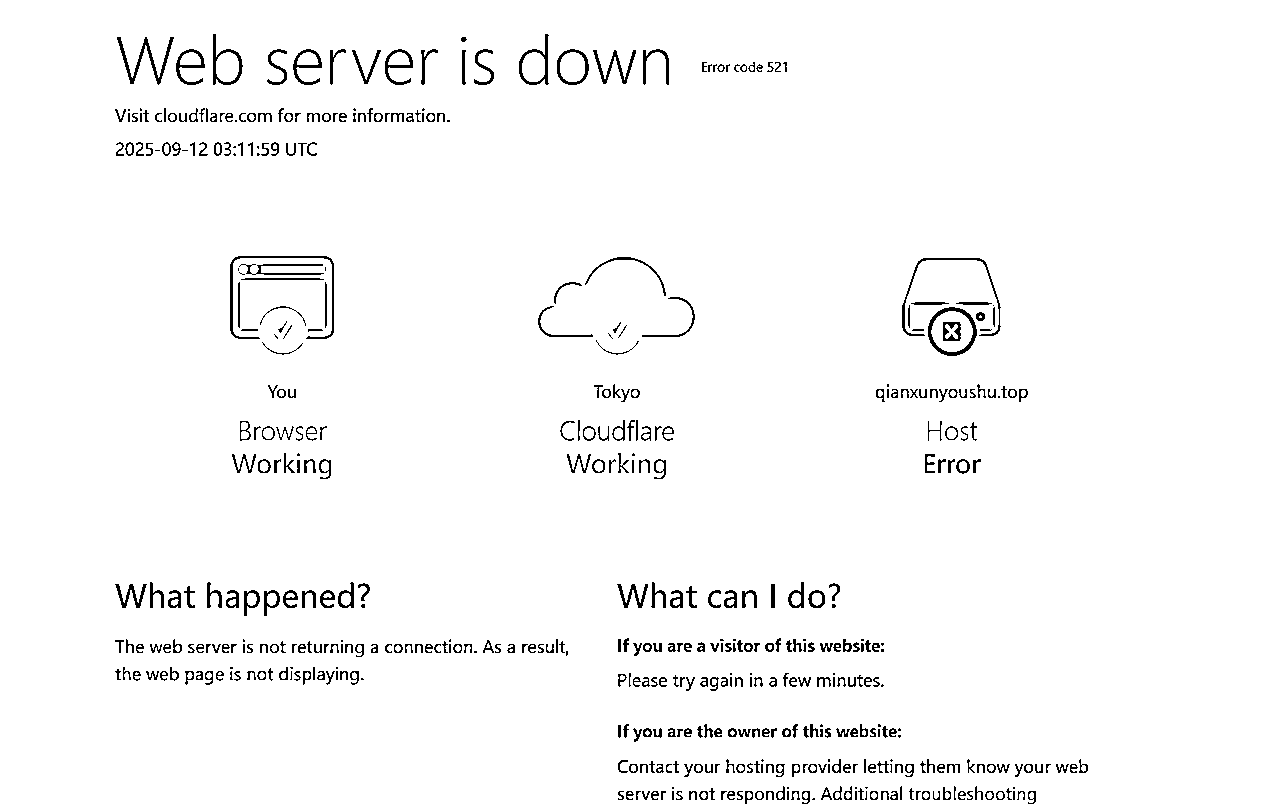 Web server is down Error code 521
Visit cloudflare.com for more information.
2025-09-12 03:11:59 UTC
You
Browser
Working
Tokyo
Cloudflare
Working
qianxunyoushu.top
Host
Error
What happened?
The web server is not returning a connection. As a result,
the web page is not displaying.
What can I do?
If you are a visitor of this website:
Please try again in a few minutes.
If you are the owner of this website:
Contact your hosting provider letting them know your web
server is not responding. Additional troubleshooting